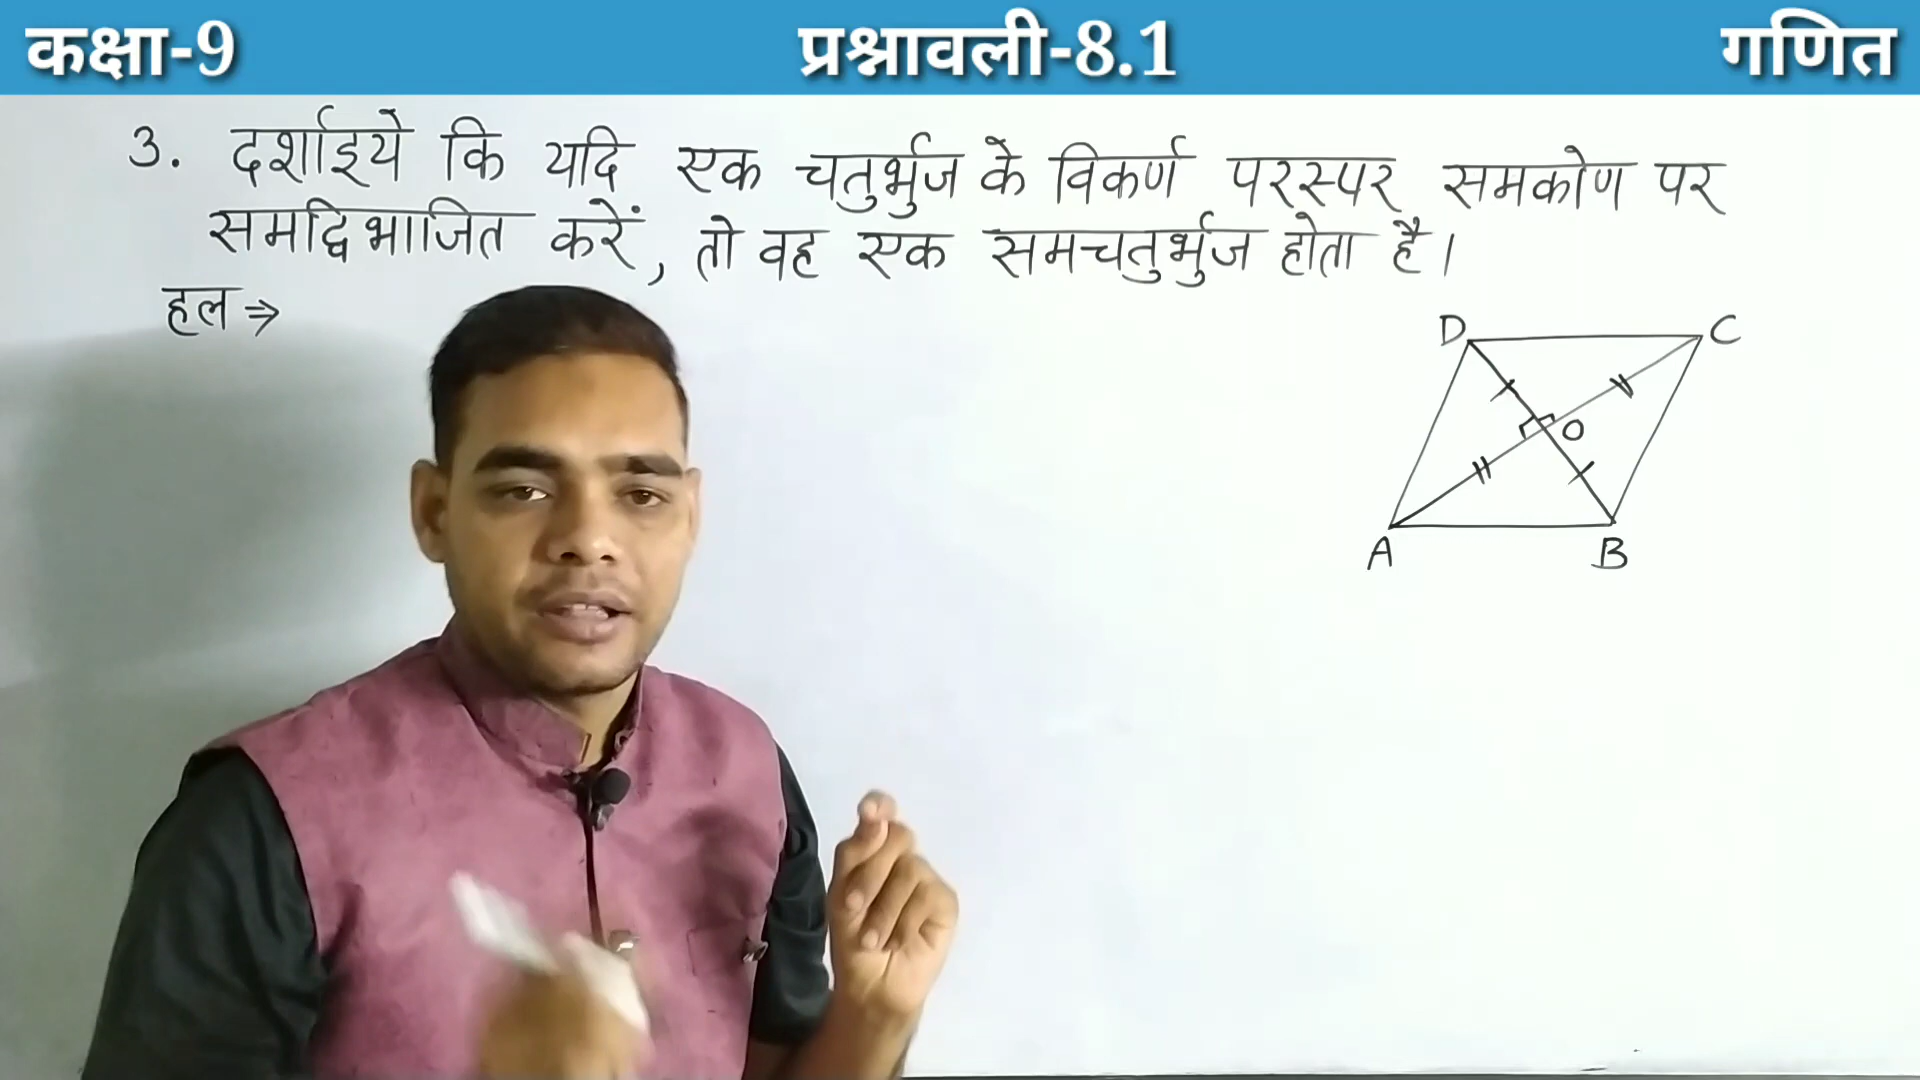 कक्षा-9 प्रश्नावली-8.1 गणित
3. दर्शाइये कि यदि एक चतुर्भुज के विकर्ण परस्पर समकोण पर
समद्विभाजित करें, तो वह एक समचतुर्भुज होता है।
हल ⇒
D C
O
A B